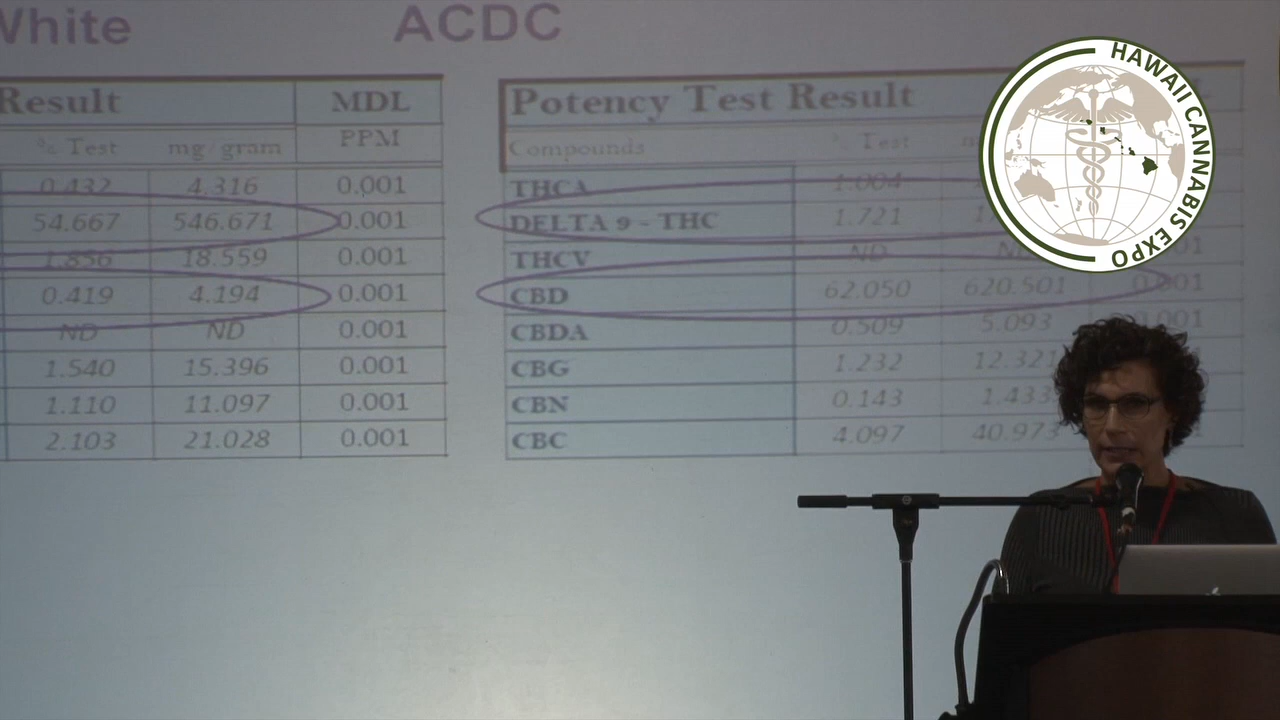 White
ACDC
Result MDL
% Test mg/gram PPM
0.432 4.316 0.001
54.667 546.671 0.001
1.856 18.559 0.001
0.419 4.194 0.001
ND ND 0.001
1.540 15.396 0.001
1.110 11.097 0.001
2.103 21.028 0.001
Potency Test Result
Compounds % Test
THCA 1.004
DELTA 9 - THC 1.721
THCV ND
CBD 62.050 620.501 0.001
CBDA 0.509 5.093 0.001
CBG 1.232 12.321
CBN 0.143 1.433
CBC 4.097 40.973
HAWAII CANNABIS EXPO